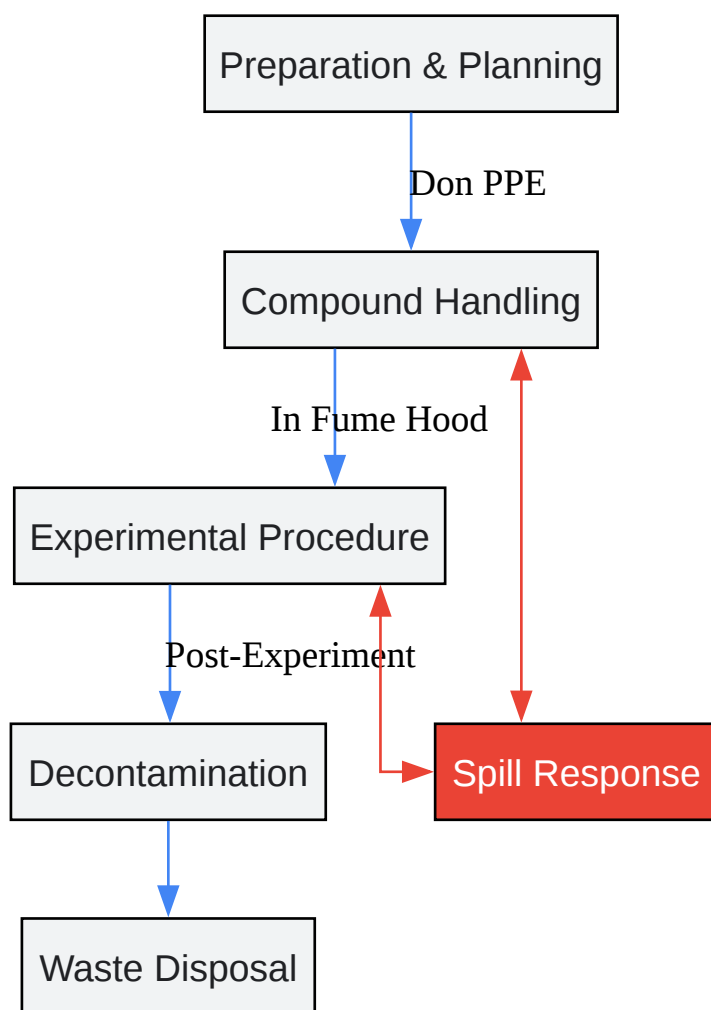 Preparation & Planning
Don PPE
Compound Handling
In Fume Hood
Experimental Procedure
Post-Experiment
Decontamination
Spill Response
Waste Disposal